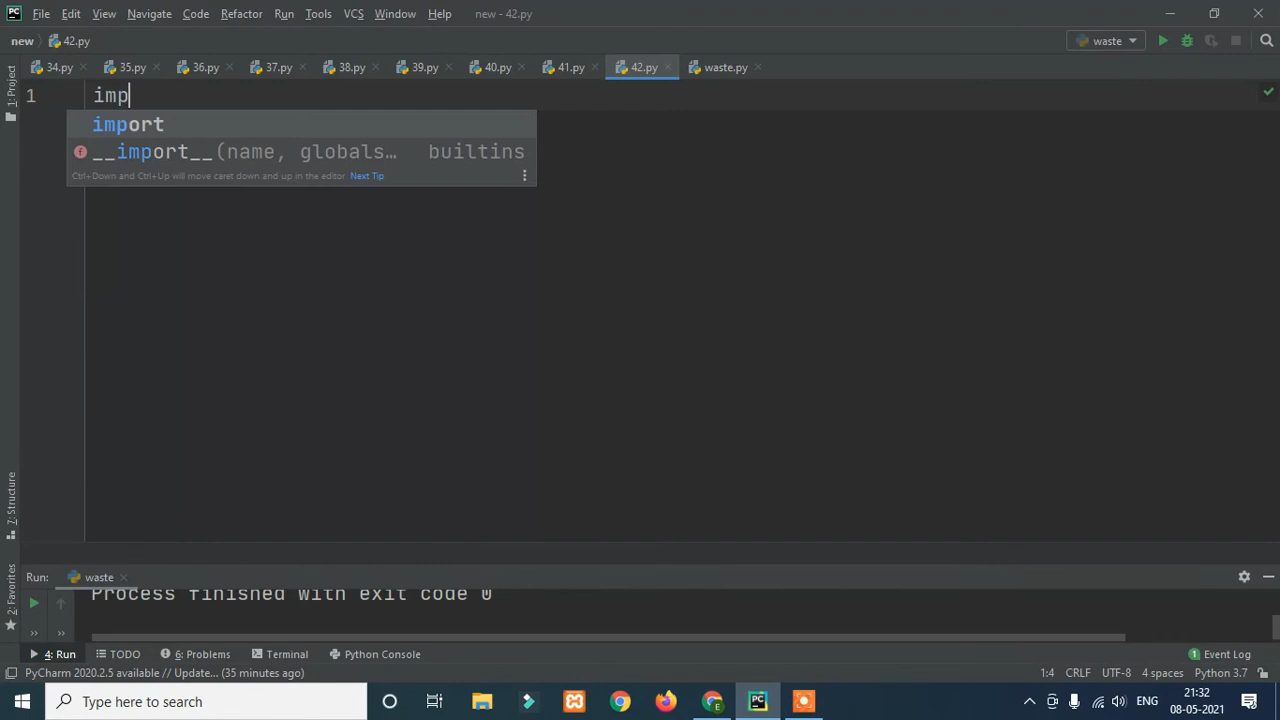 File Edit View Navigate Code Refactor Run Tools VCS Window Help new - 42.py
new 42.py waste
34.py 35.py 36.py 37.py 38.py 39.py 40.py 41.py 42.py waste.py
1 imp
import
__import__(name, globals… builtins
Ctrl+Down and Ctrl+Up will move caret down and up in the editor Next Tip
1: Project
7: Structure
2: Favorites
Run: waste
Process finished with exit code 0
4: Run TODO 6: Problems Terminal Python Console 1 Event Log
PyCharm 2020.2.5 available // Update... (35 minutes ago) 1:4 CRLF UTF-8 4 spaces Python 3.7
Type here to search ENG 21:32
08-05-2021